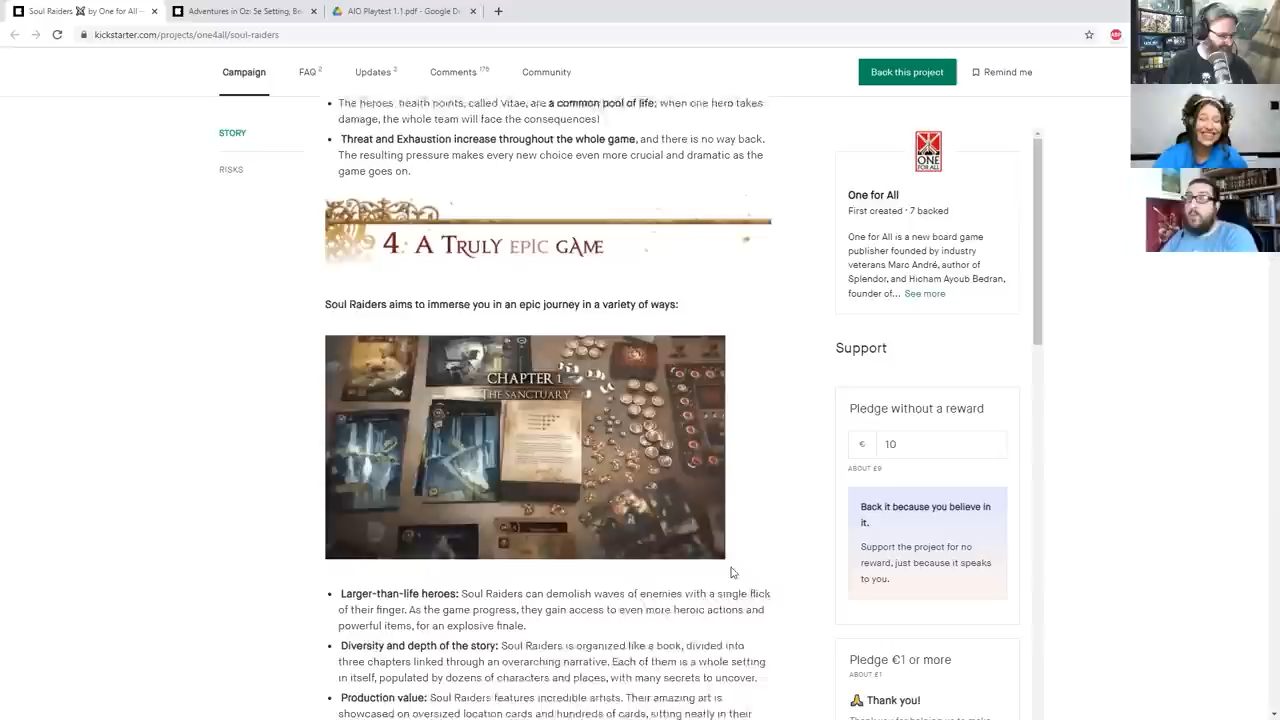 Soul Raiders by One for All —
Adventures in Oz: 5e Setting, Bo
AIO Playtest 1.1.pdf - Google D
kickstarter.com/projects/one4all/soul-raiders
Campaign
FAQ 2
Updates
Comments 176
Community
Back this project
Remind me
STORY
RISKS
The heroes' health points, called Vitae, are a common pool of life; when one hero takes
damage, the whole team will face the consequences!
Threat and Exhaustion increase throughout the whole game, and there is no way back.
The resulting pressure makes every new choice even more crucial and dramatic as the
game goes on.
4. A TRULY EPIC GAME
Soul Raiders aims to immerse you in an epic journey in a variety of ways:
CHAPTER 1
THE SANCTUARY
Larger-than-life heroes: Soul Raiders can demolish waves of enemies with a single flick
of their finger. As the game progress, they gain access to even more heroic actions and
powerful items, for an explosive finale.
Diversity and depth of the story: Soul Raiders is organized like a book, divided into
three chapters linked through an overarching narrative. Each of them is a whole setting
in itself, populated by dozens of characters and places, with many secrets to uncover.
Production value: Soul Raiders features incredible artists. Their amazing art is
showcased on oversized location cards and hundreds of cards, sitting neatly in their
ONE
FOR ALL
One for All
First created · 7 backed
One for All is a new board game
publisher founded by industry
veterans Marc André, author of
Splendor, and Hicham Ayoub Bedran,
founder of... See more
Support
Pledge without a reward
€ 10
ABOUT £9
Back it because you believe in
it.
Support the project for no
reward, just because it speaks
to you.
Pledge €1 or more
ABOUT £1
🙏 Thank you!